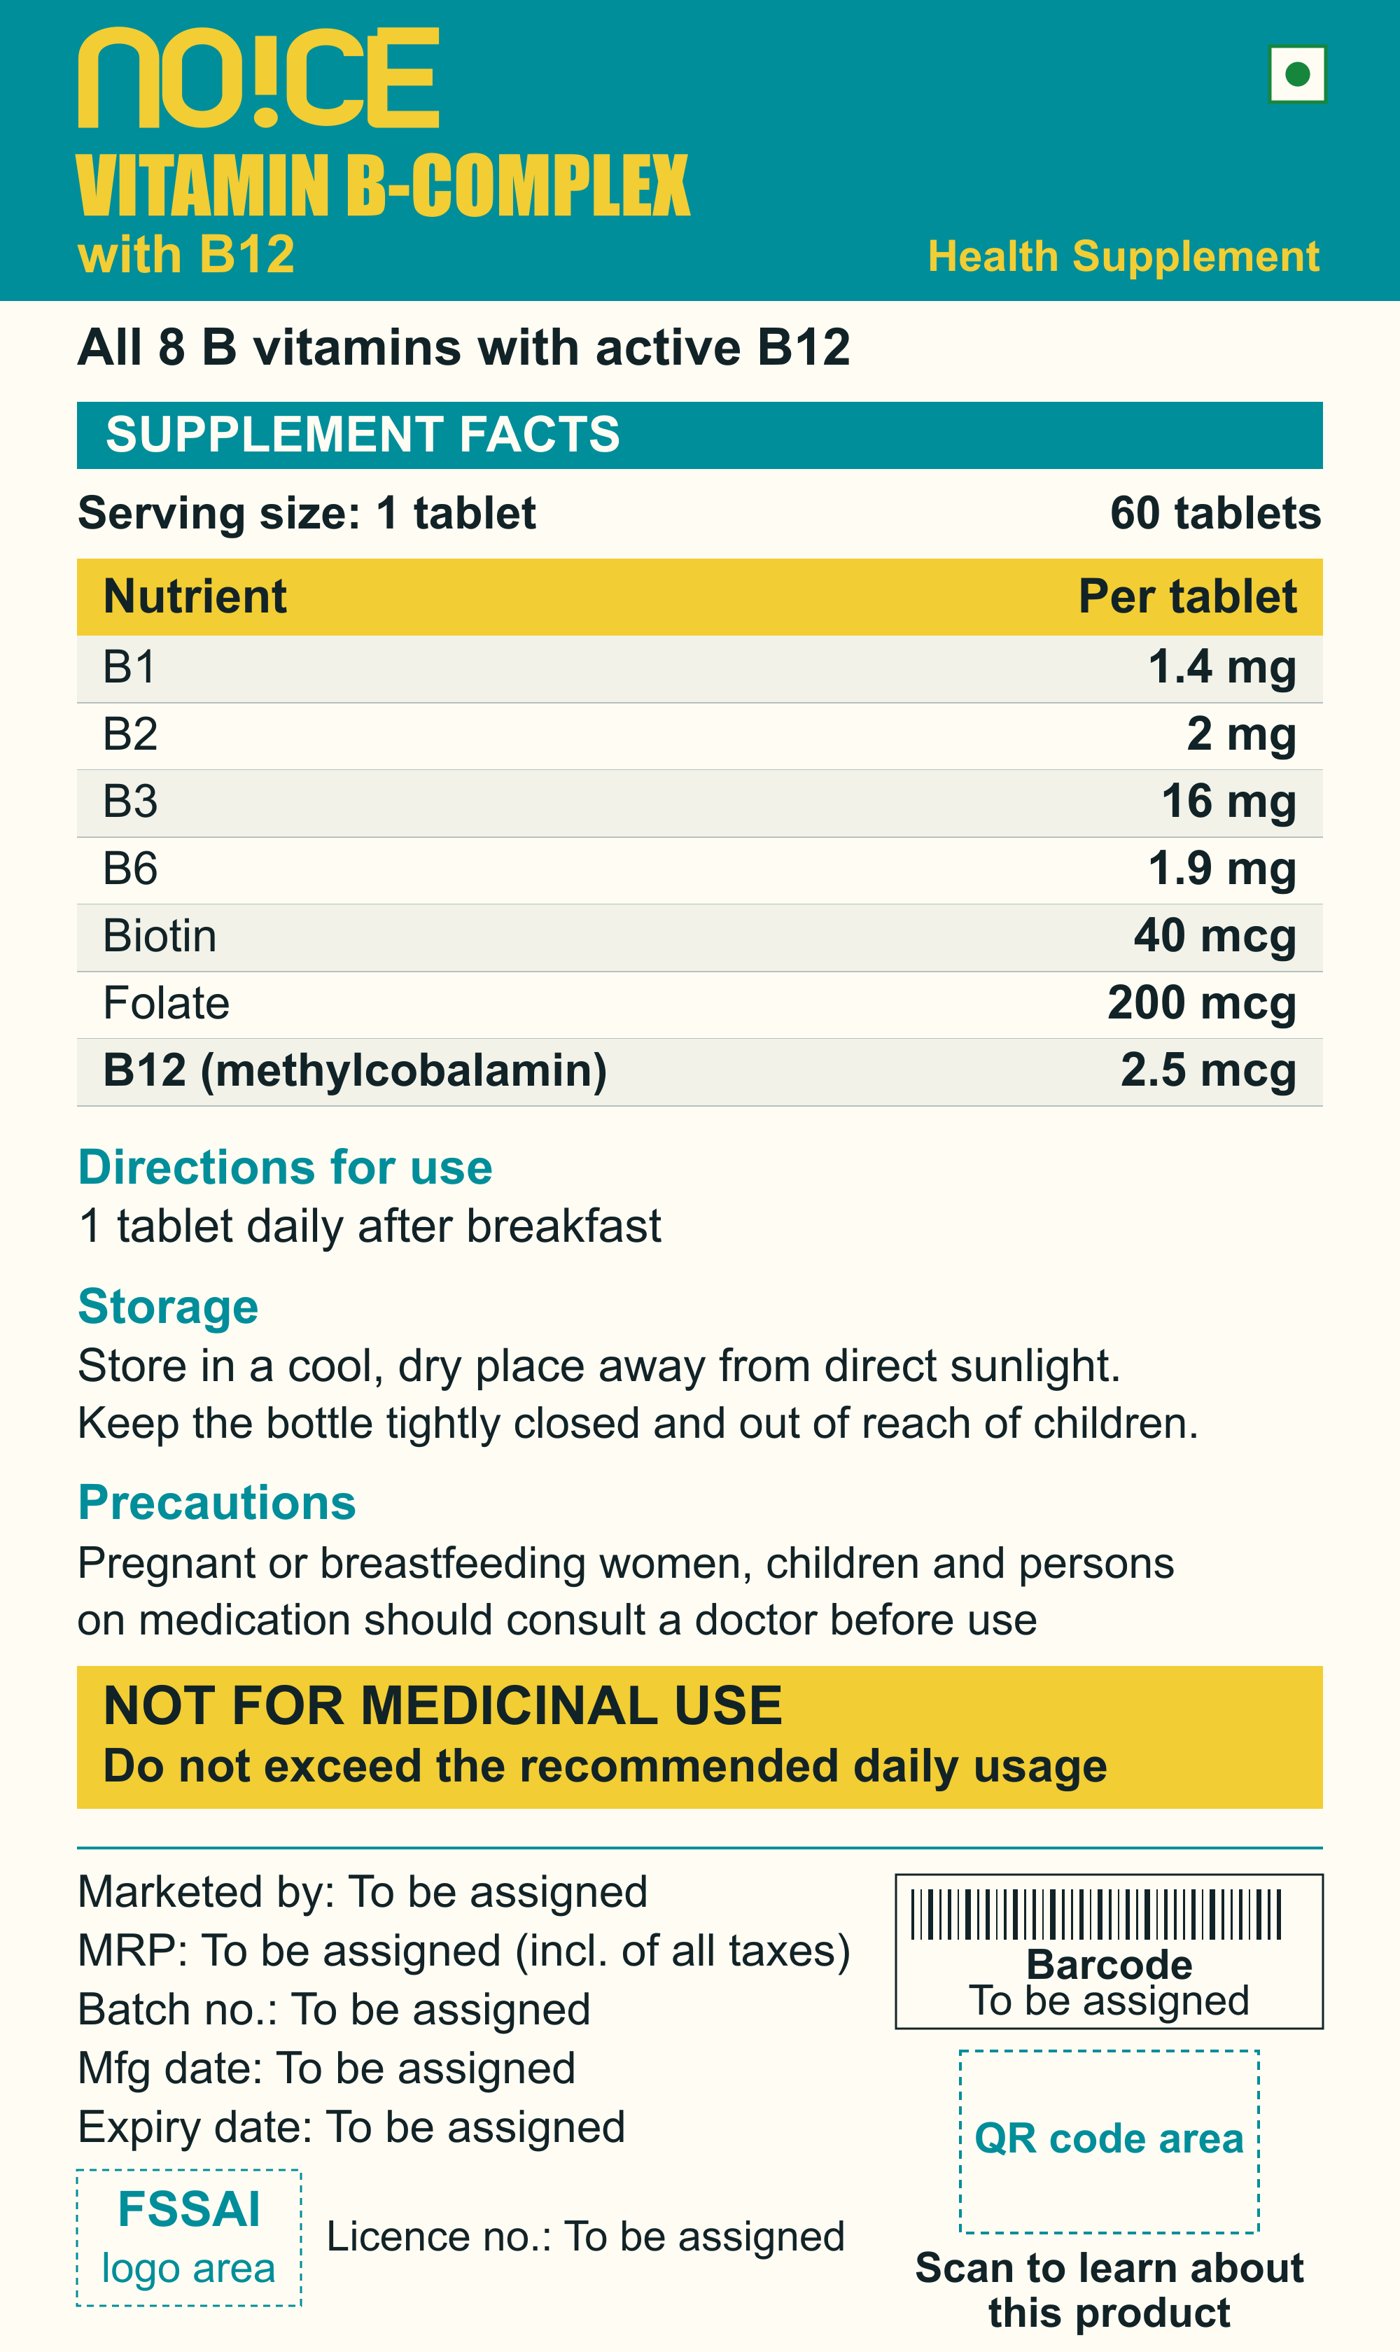 NO!CE
VITAMIN B-COMPLEX
with B12
Health Supplement
All 8 B vitamins with active B12
SUPPLEMENT FACTS
Serving size: 1 tablet 60 tablets
Nutrient Per tablet
B1 1.4 mg
B2 2 mg
B3 16 mg
B6 1.9 mg
Biotin 40 mcg
Folate 200 mcg
B12 (methylcobalamin) 2.5 mcg
Directions for use
1 tablet daily after breakfast
Storage
Store in a cool, dry place away from direct sunlight.
Keep the bottle tightly closed and out of reach of children.
Precautions
Pregnant or breastfeeding women, children and persons
on medication should consult a doctor before use
NOT FOR MEDICINAL USE
Do not exceed the recommended daily usage
Marketed by: To be assigned
MRP: To be assigned (incl. of all taxes)
Batch no.: To be assigned
Mfg date: To be assigned
Expiry date: To be assigned
FSSAI
logo area
Licence no.: To be assigned
Barcode
To be assigned
QR code area
Scan to learn about
this product